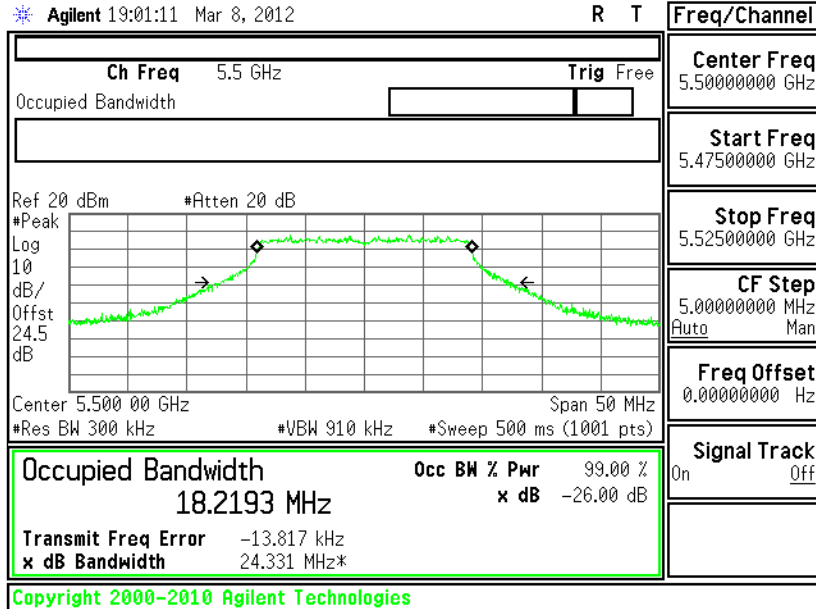 Agilent 19:01:11 Mar 8, 2012 R T
Freq/Channel
Ch Freq 5.5 GHz Trig Free
Occupied Bandwidth
Center Freq
5.50000000 GHz
Start Freq
5.47500000 GHz
Stop Freq
5.52500000 GHz
CF Step
5.00000000 MHz
Auto Man
Freq Offset
0.00000000 Hz
Signal Track
On Off
Ref 20 dBm #Atten 20 dB
#Peak
Log
10
dB/
Offst
24.5
dB
Center 5.500 00 GHz Span 50 MHz
#Res BW 300 kHz #VBW 910 kHz #Sweep 500 ms (1001 pts)
Occupied Bandwidth Occ BW % Pwr 99.00 %
18.2193 MHz x dB -26.00 dB
Transmit Freq Error -13.817 kHz
x dB Bandwidth 24.331 MHz*
Copyright 2000-2010 Agilent Technologies